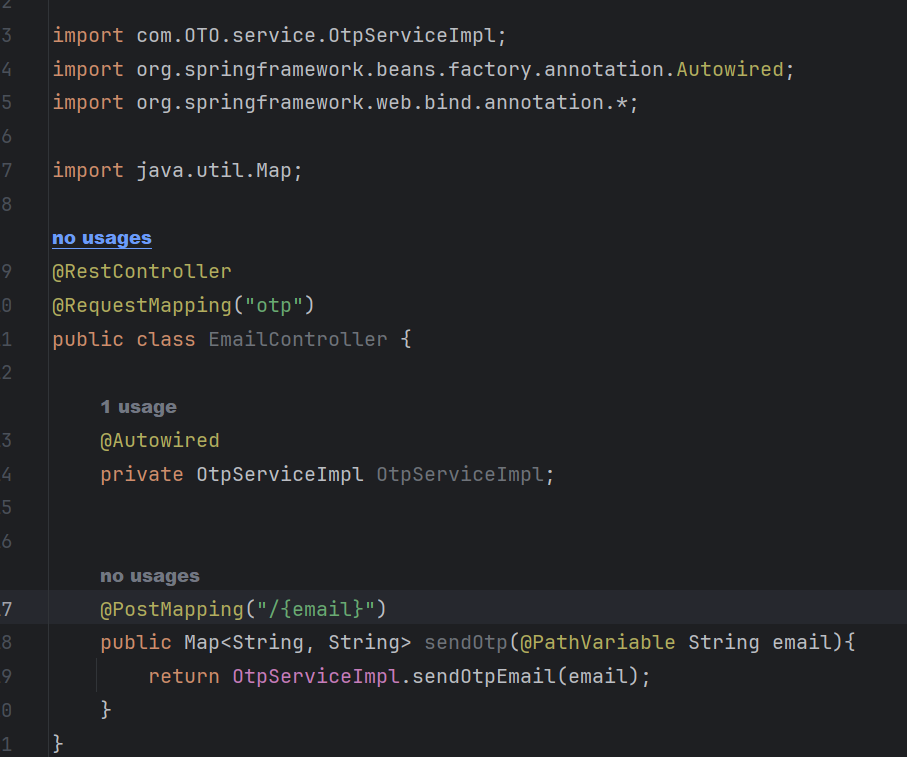 2
3 import com.OTO.service.OtpServiceImpl;
4 import org.springframework.beans.factory.annotation.Autowired;
5 import org.springframework.web.bind.annotation.*;
6
7 import java.util.Map;
8
no usages
9 @RestController
0 @RequestMapping("otp")
1 public class EmailController {
2
1 usage
3 @Autowired
4 private OtpServiceImpl OtpServiceImpl;
5
6
no usages
7 @PostMapping("/{email}")
8 public Map<String, String> sendOtp(@PathVariable String email){
9 return OtpServiceImpl.sendOtpEmail(email);
0 }
1 }